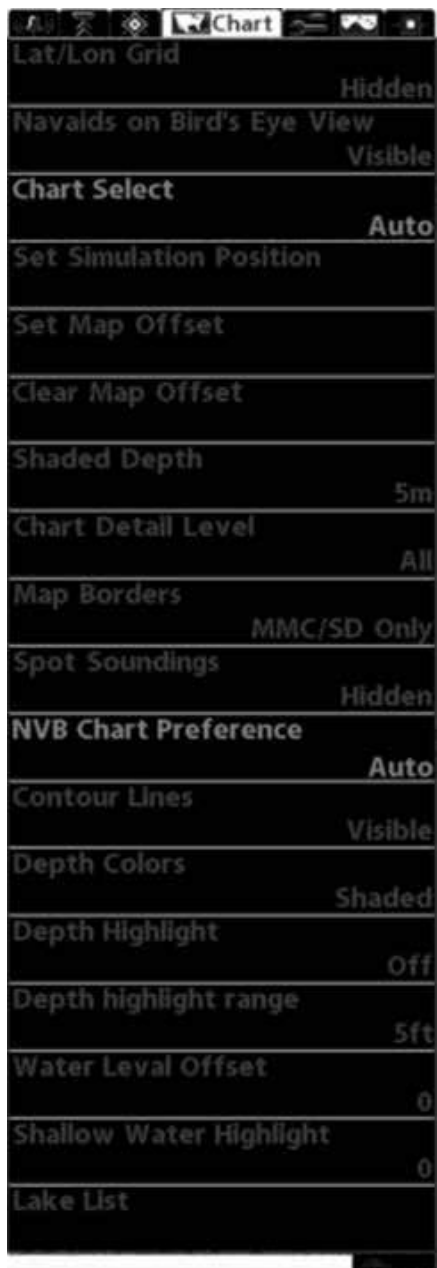 Chart
Lat/Lon Grid
Hidden
Navaids on Bird's Eye View
Visible
Chart Select
Auto
Set Simulation Position
Set Map Offset
Clear Map Offset
Shaded Depth
5m
Chart Detail Level
All
Map Borders
MMC/SD Only
Spot Soundings
Hidden
NVB Chart Preference
Auto
Contour Lines
Visible
Depth Colors
Shaded
Depth Highlight
Off
Depth highlight range
5ft
Water Leval Offset
0
Shallow Water Highlight
0
Lake List